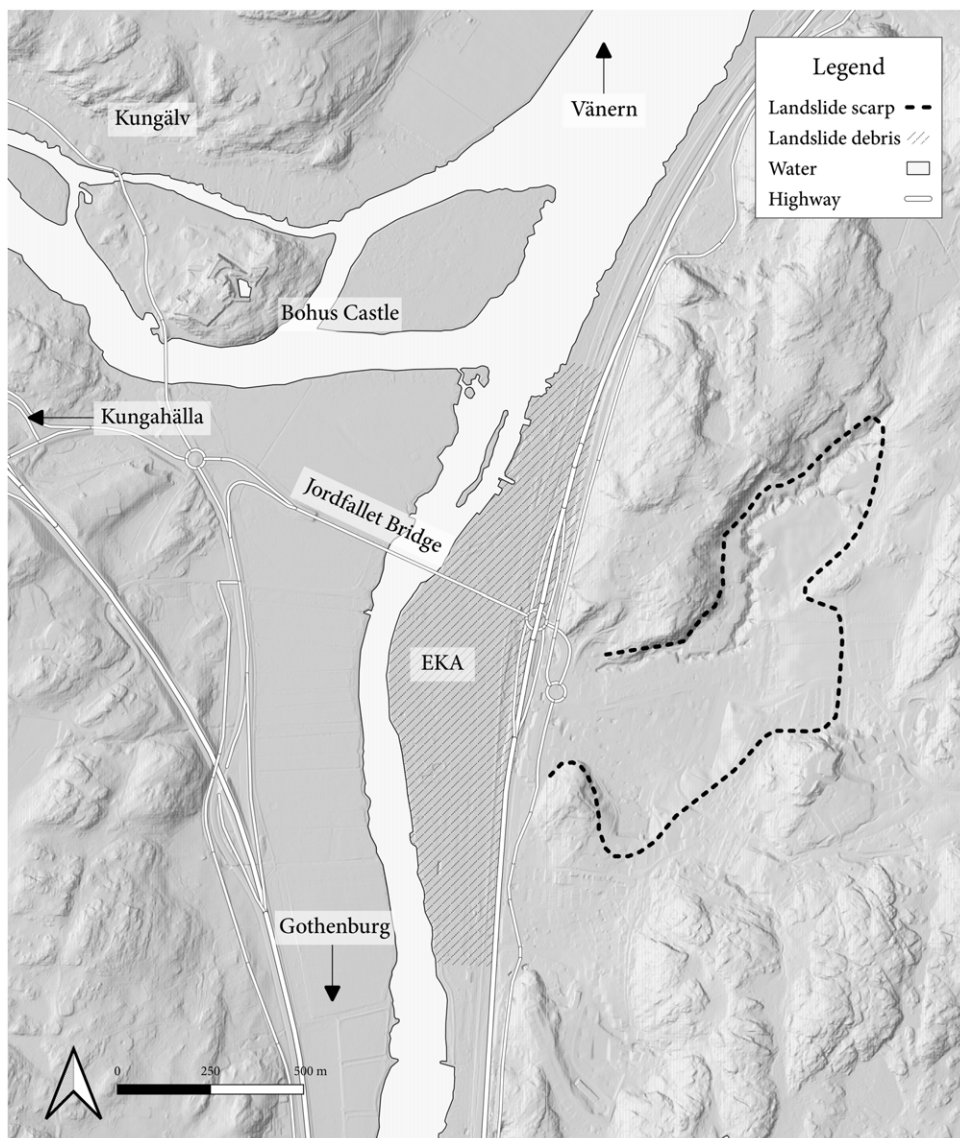 Legend
Landslide scarp
Landslide debris
Water
Highway
Vänern
Kungälv
Bohus Castle
Kungahälla
Jordfallet Bridge
EKA
Gothenburg
0 250 500 m